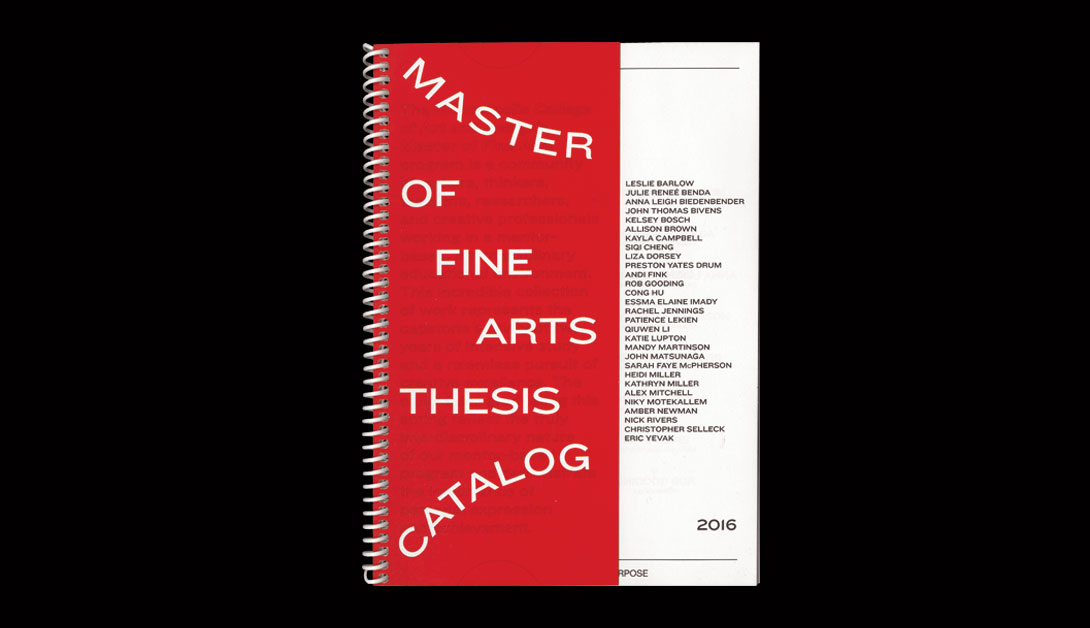 MASTER
OF
FINE
ARTS
THESIS
CATALOG
LESLIE BARLOW
JULIE RENEÉ BENDA
ANNA LEIGH BIEDENBENDER
JOHN THOMAS BIVENS
KELSEY BOSCH
ALLISON BROWN
KAYLA CAMPBELL
SIQI CHENG
LIZA DORSEY
PRESTON YATES DRUM
ANDI FINK
ROB GOODING
CONG HU
ESSMA ELAINE IMADY
RACHEL JENNINGS
PATIENCE LEKIEN
QIUWEN LI
KATIE LUPTON
MANDY MARTINSON
JOHN MATSUNAGA
SARAH FAYE McPHERSON
HEIDI MILLER
KATHRYN MILLER
ALEX MITCHELL
NIKY MOTEKALLEM
AMBER NEWMAN
NICK RIVERS
CHRISTOPHER SELLECK
ERIC YEVAK
2016
RPOSE